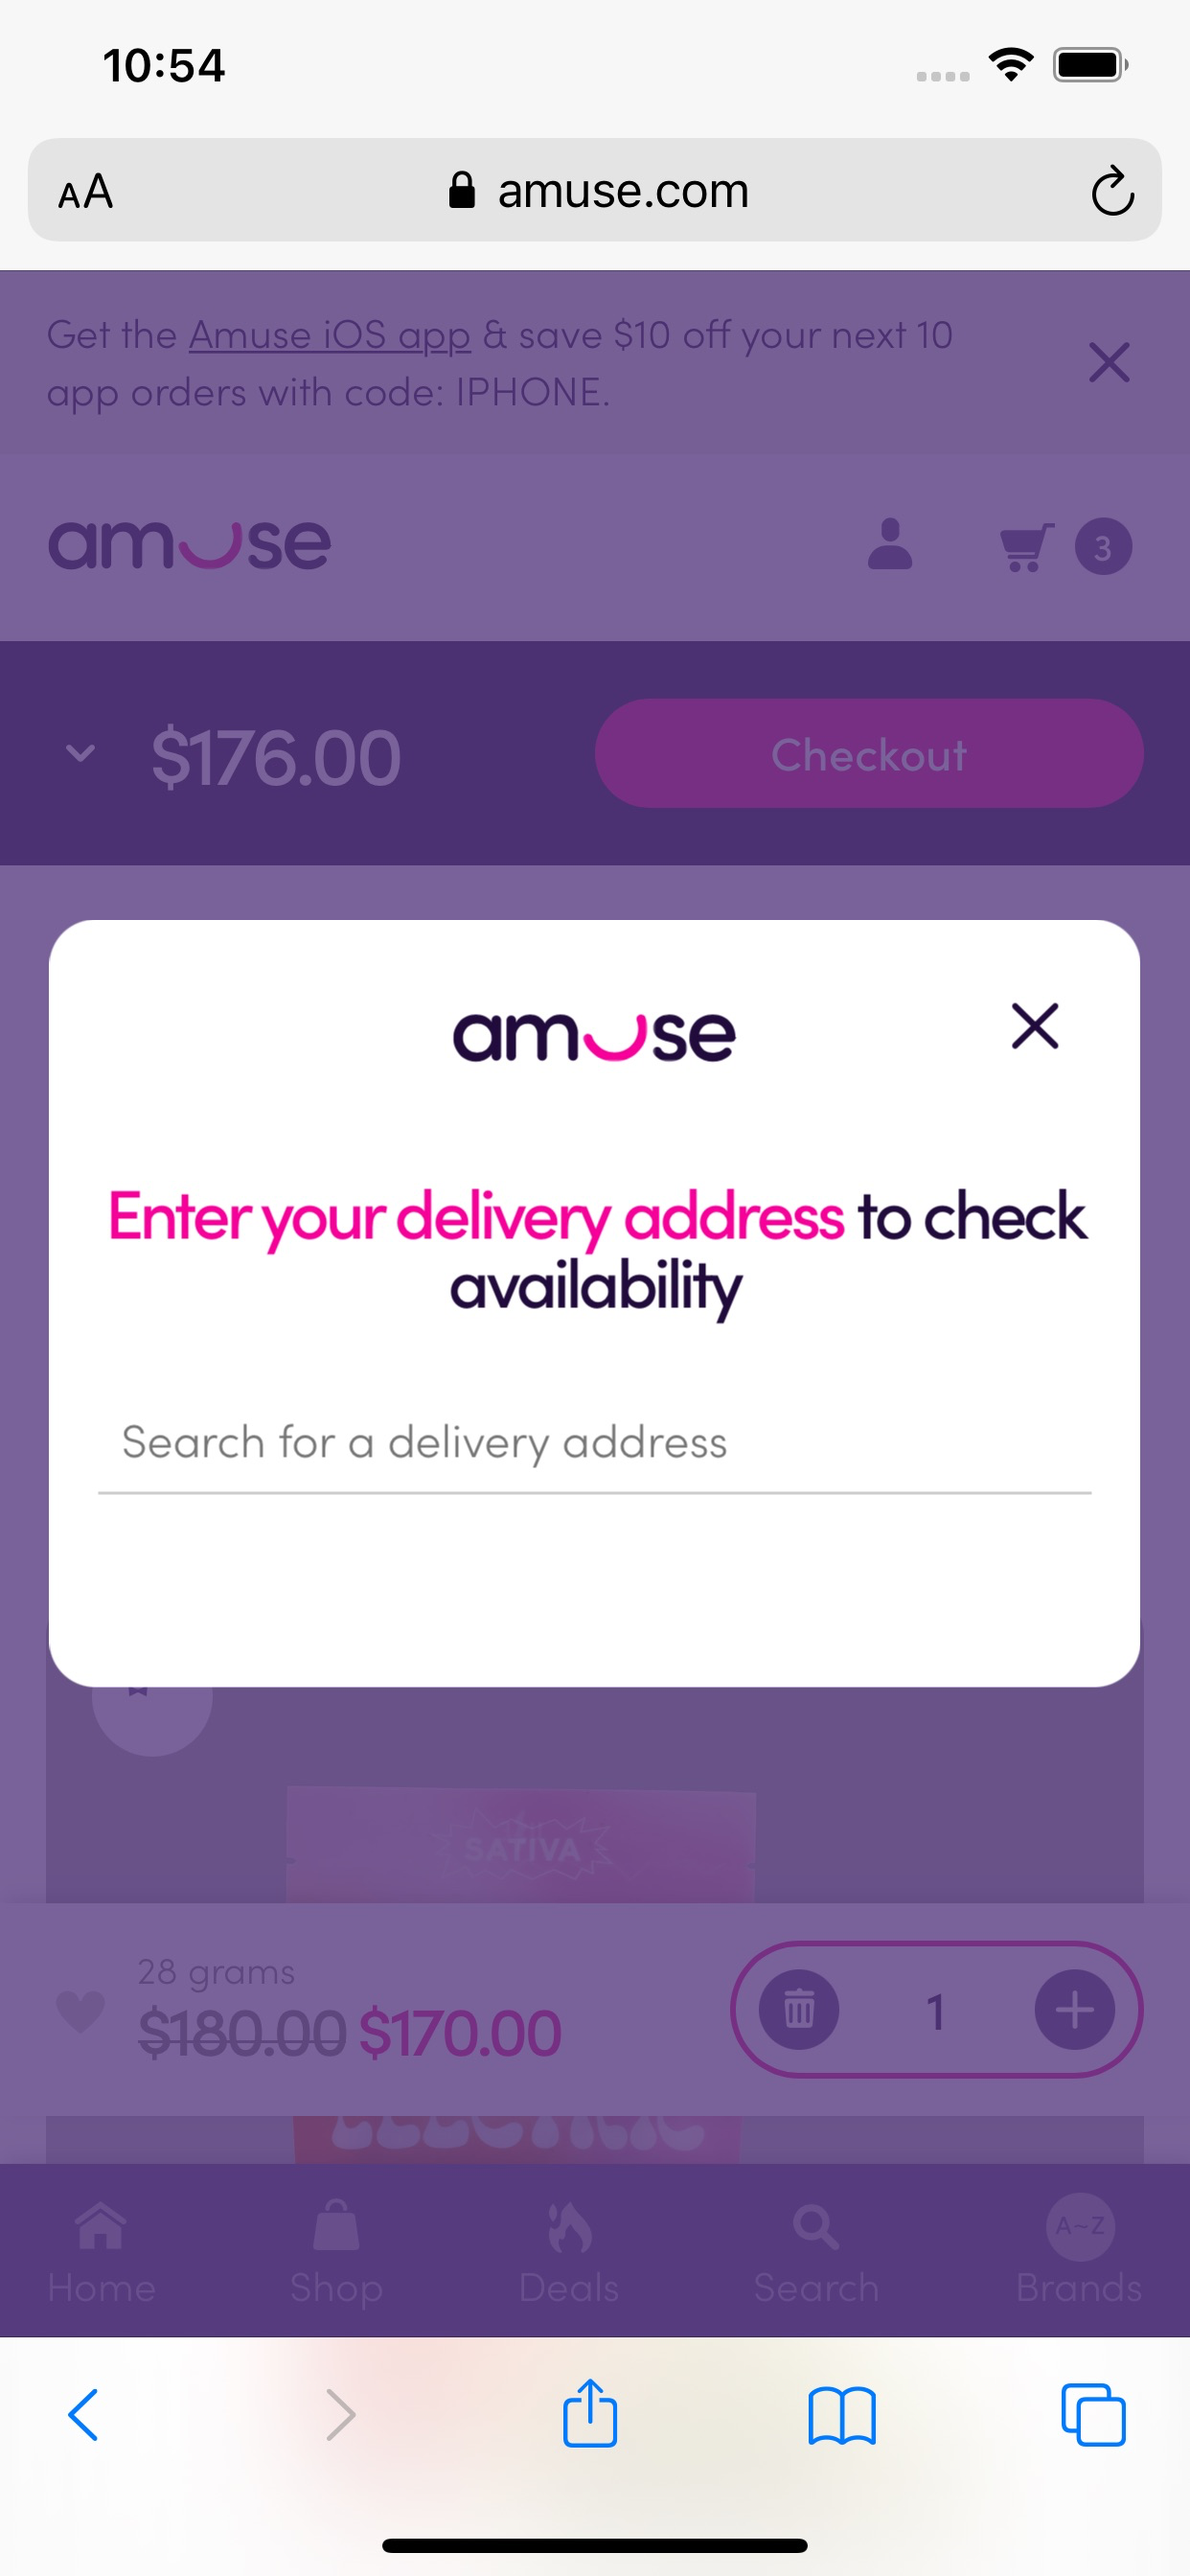 10:54
AA
amuse.com
Get the Amuse iOS app & save $10 off your next 10
app orders with code: IPHONE.
amuse
3
$176.00
Checkout
amuse
Enter your delivery address to check
availability
Search for a delivery address
SATIVA
28 grams
$180.00 $170.00
1
Home
Shop
Deals
Search
A~Z
Brands